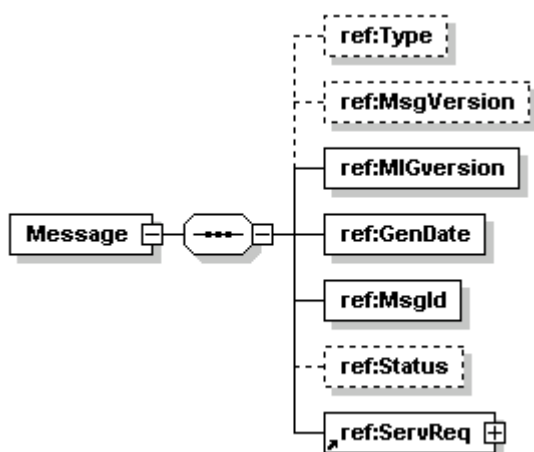 ref:Type
ref:MsgVersion
ref:MIGversion
Message
ref:GenDate
ref:MsgId
ref:Status
ref:ServReq